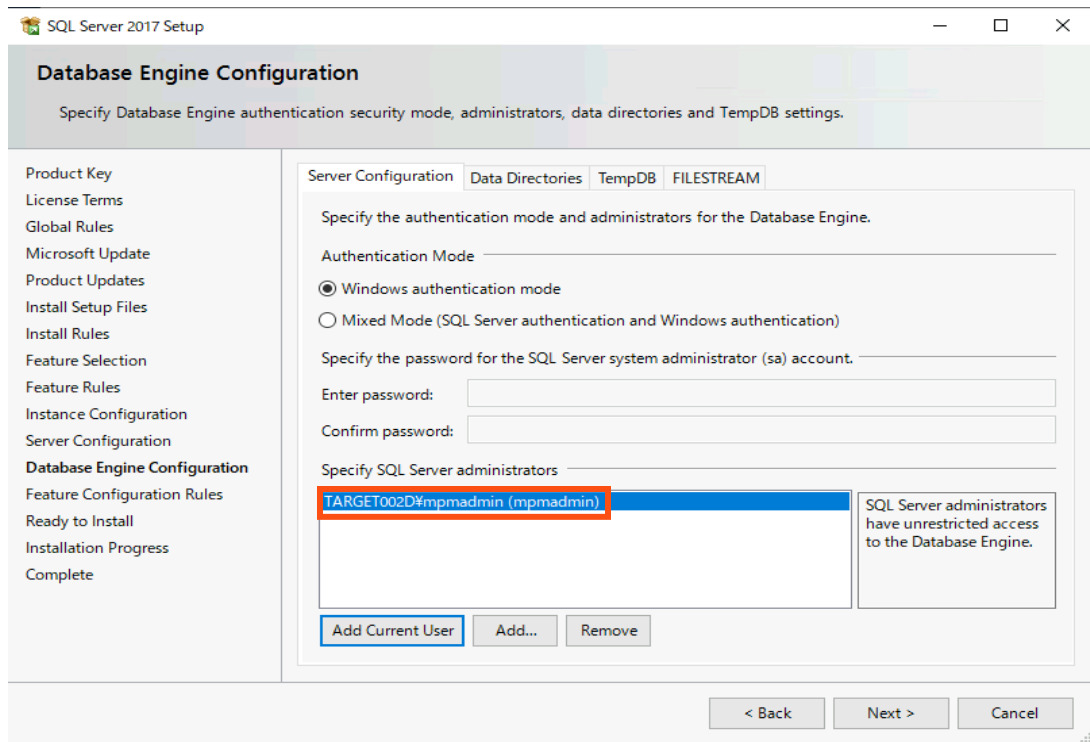 SQL Server 2017 Setup
Database Engine Configuration
Specify Database Engine authentication security mode, administrators, data directories and TempDB settings.
Product Key
License Terms
Global Rules
Microsoft Update
Product Updates
Install Setup Files
Install Rules
Feature Selection
Feature Rules
Instance Configuration
Server Configuration
Database Engine Configuration
Feature Configuration Rules
Ready to Install
Installation Progress
Complete
Server Configuration Data Directories TempDB FILESTREAM
Specify the authentication mode and administrators for the Database Engine.
Authentication Mode
Windows authentication mode
Mixed Mode (SQL Server authentication and Windows authentication)
Specify the password for the SQL Server system administrator (sa) account.
Enter password:
Confirm password:
Specify SQL Server administrators
TARGET002D¥mpmadmin (mpmadmin)
SQL Server administrators
have unrestricted access
to the Database Engine.
Add Current User Add... Remove
< Back Next > Cancel